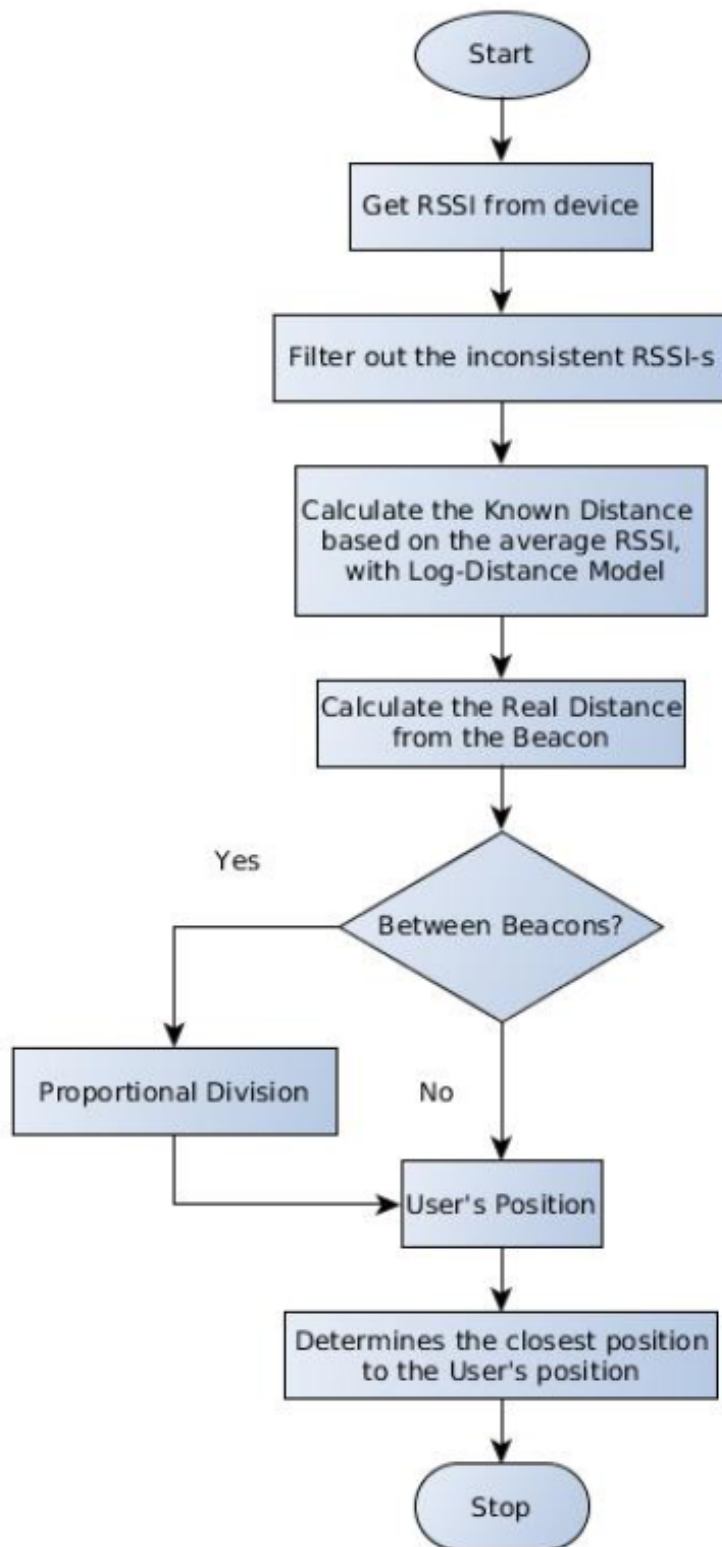 Start
Get RSSI from device
Filter out the inconsistent RSSI-s
Calculate the Known Distance
based on the average RSSI,
with Log-Distance Model
Calculate the Real Distance
from the Beacon
Yes
Between Beacons?
Proportional Division
No
User's Position
Determines the closest position
to the User's position
Stop